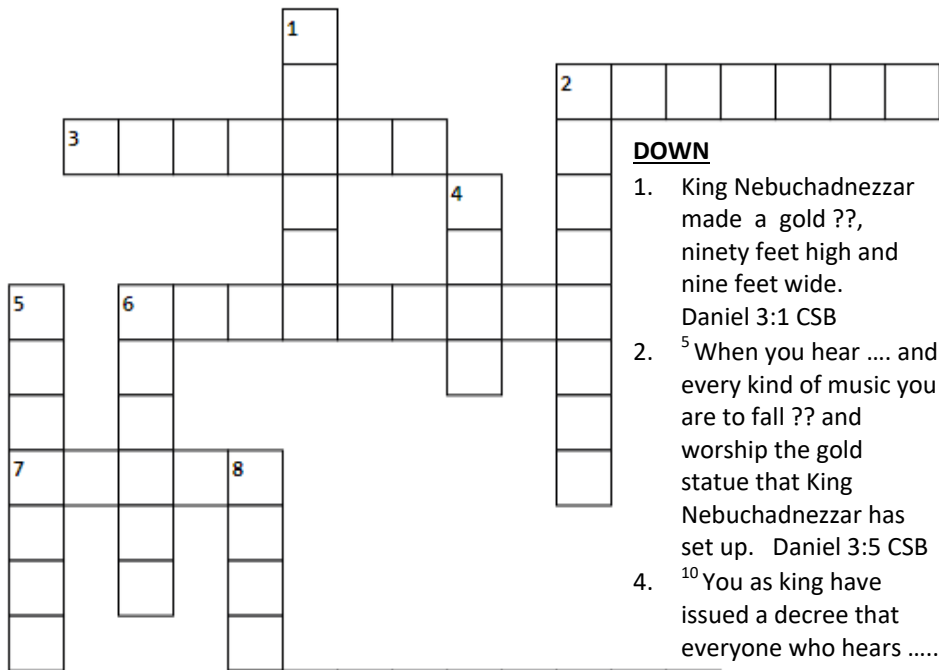 1
2
3
4
5
6
7
8
DOWN
1. King Nebuchadnezzar
made a gold ??,
ninety feet high and
nine feet wide.
Daniel 3:1 CSB
2. 5 When you hear .... and
every kind of music you
are to fall ?? and
worship the gold
statue that King
Nebuchadnezzar has
set up. Daniel 3:5 CSB
4. 10 You as king have
issued a decree that
everyone who hears .....